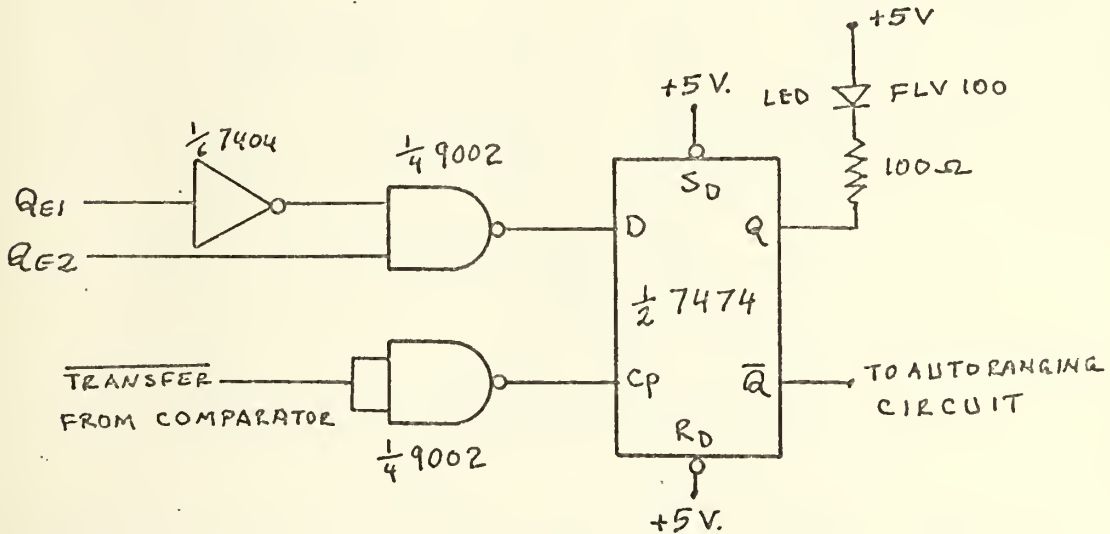 +5V
LED FLV 100
100Ω
+5V.
1/6 7404
1/4 9002
QE1
QE2
SD
D
Q
1/2 7474
TRANSFER
FROM COMPARATOR
CP
Q̅
TO AUTORANGING
CIRCUIT
RD
1/4 9002
+5V.